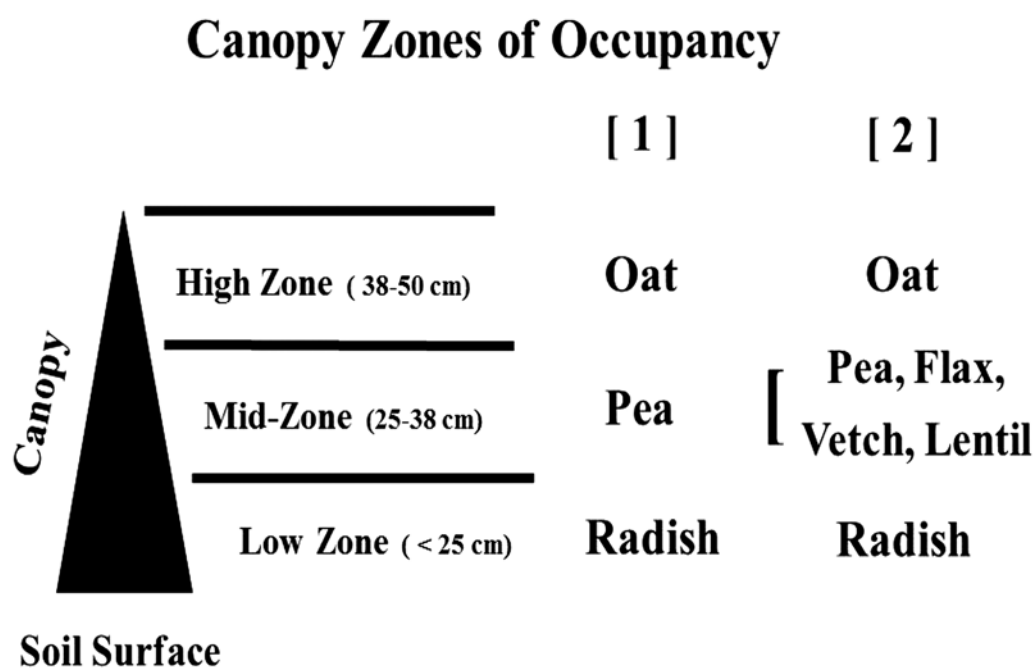 Canopy Zones of Occupancy
[ 1 ] [ 2 ]
High Zone ( 38-50 cm) Oat Oat
Canopy
Mid-Zone (25-38 cm) Pea [ Pea, Flax,
Vetch, Lentil
Low Zone ( < 25 cm) Radish Radish
Soil Surface